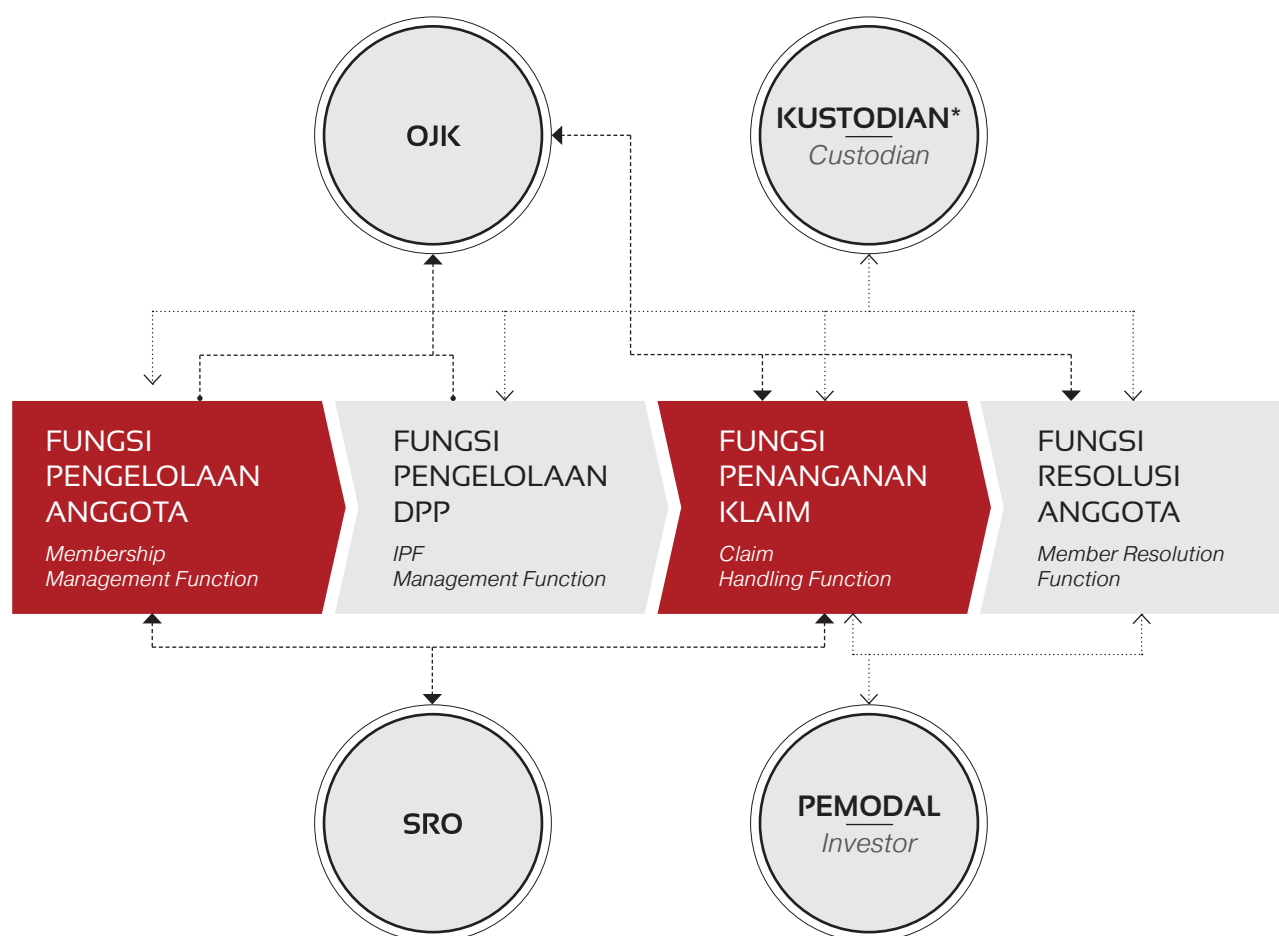 OJK
KUSTODIAN*
Custodian
FUNGSI
PENGELOLAAN
ANGGOTA
Membership
Management Function
FUNGSI
PENGELOLAAN
DPP
IPF
Management Function
FUNGSI
PENANGANAN
KLAIM
Claim
Handling Function
FUNGSI
RESOLUSI
ANGGOTA
Member Resolution
Function
SRO
PEMODAL
Investor